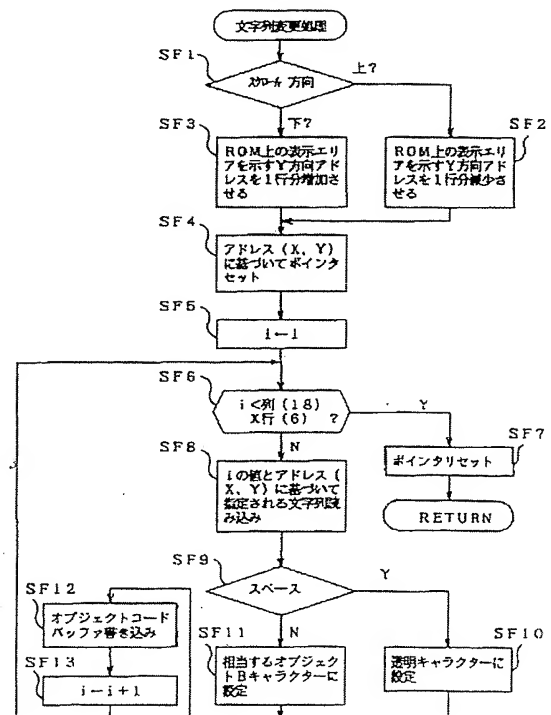 文字列変更処理
SF1
スクロール方向
上?
下?
SF3
SF2
ROM上の表示エリ
アを示すY方向アド
レスを1行分増加さ
せる
ROM上の表示エリ
アを示すY方向アド
レスを1行分減少さ
せる
SF4
アドレス(X、Y)
に基づいてポインタ
セット
SF5
i←1
SF6
i<列(18)
X行(6) ?
Y
N
SF7
ポインタリセット
RETURN
SF8
iの値とアドレス(
X、Y)に基づいて
指定される文字列読
み込み
SF9
スペース
Y
N
SF12
オブジェクトコード
バッファ書き込み
SF13
i←i+1
SF11
相当するオブジェク
トBキャラクターに
設定
SF10
透明キャラクターに
設定